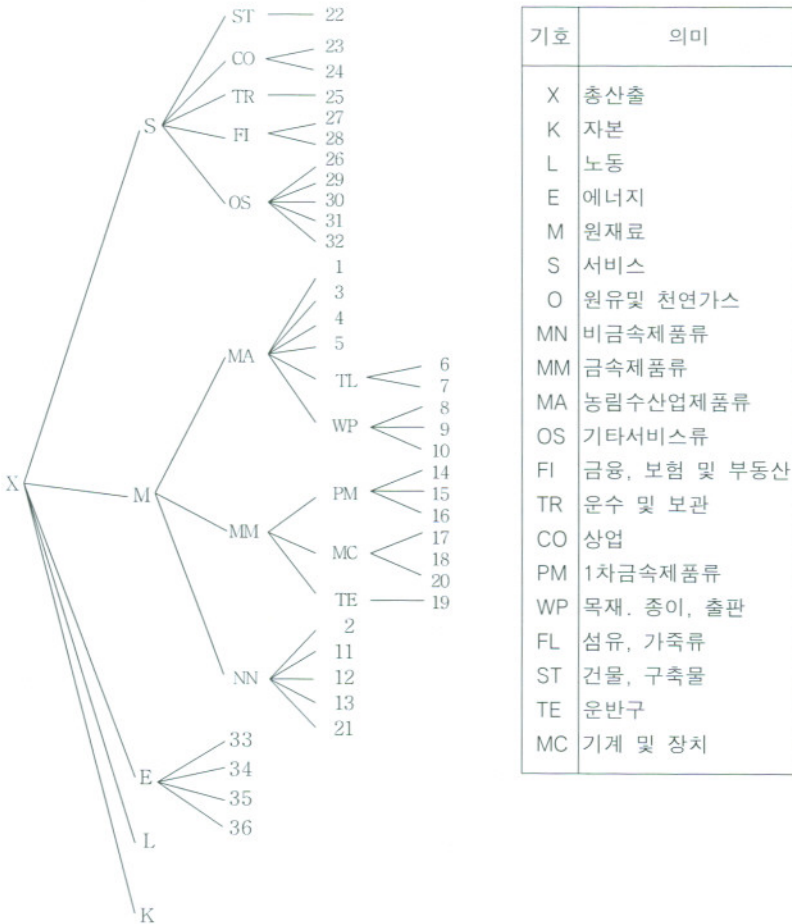 ST 22
CO 23
24
TR 25
S
FI 27
28
26
29
OS 30
31
32
1
3
4
5
MA
TL 6
7
WP 8
9
10
X
M
PM 14
15
16
MM
MC 17
18
20
TE 19
2
11
NN 12
13
21
33
34
E
35
36
L
K
기호 의미
X 총산출
K 자본
L 노동
E 에너지
M 원재료
S 서비스
O 원유및 천연가스
MN 비금속제품류
MM 금속제품류
MA 농림수산업제품류
OS 기타서비스류
FI 금융, 보험 및 부동산
TR 운수 및 보관
CO 상업
PM 1차금속제품류
WP 목재. 종이, 출판
FL 섬유, 가죽류
ST 건물, 구축물
TE 운반구
MC 기계 및 장치